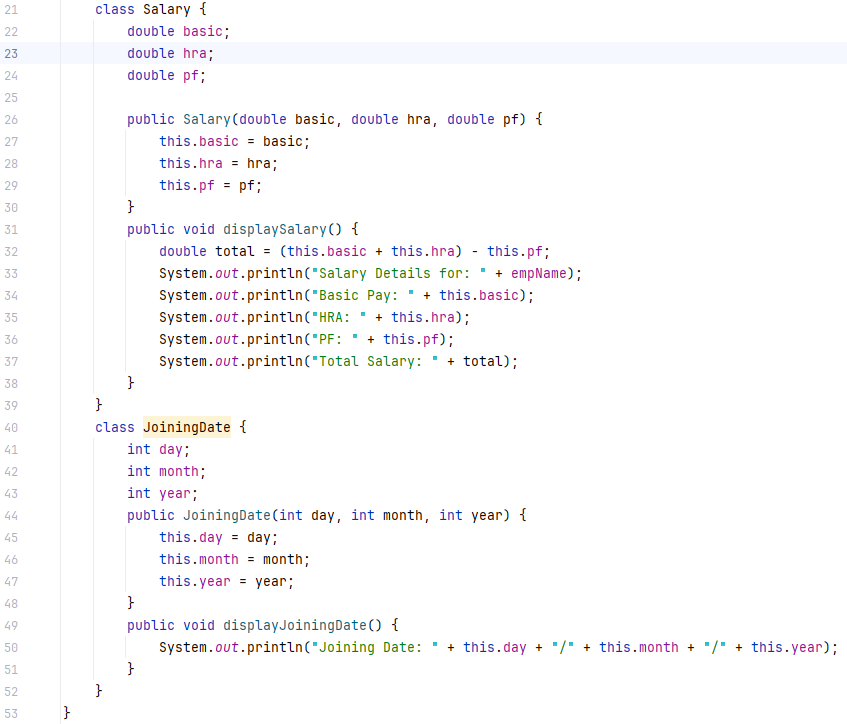 21 class Salary {
22 double basic;
23 double hra;
24 double pf;
25
26 public Salary(double basic, double hra, double pf) {
27 this.basic = basic;
28 this.hra = hra;
29 this.pf = pf;
30 }
31 public void displaySalary() {
32 double total = (this.basic + this.hra) - this.pf;
33 System.out.println("Salary Details for: " + empName);
34 System.out.println("Basic Pay: " + this.basic);
35 System.out.println("HRA: " + this.hra);
36 System.out.println("PF: " + this.pf);
37 System.out.println("Total Salary: " + total);
38 }
39 }
40 class JoiningDate {
41 int day;
42 int month;
43 int year;
44 public JoiningDate(int day, int month, int year) {
45 this.day = day;
46 this.month = month;
47 this.year = year;
48 }
49 public void displayJoiningDate() {
50 System.out.println("Joining Date: " + this.day + "/" + this.month + "/" + this.year);
51 }
52 }
53 }